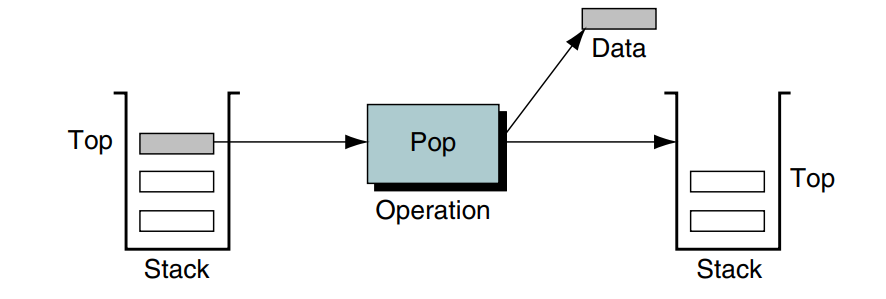 Data
Top
Pop
Top
Operation
Stack
Stack